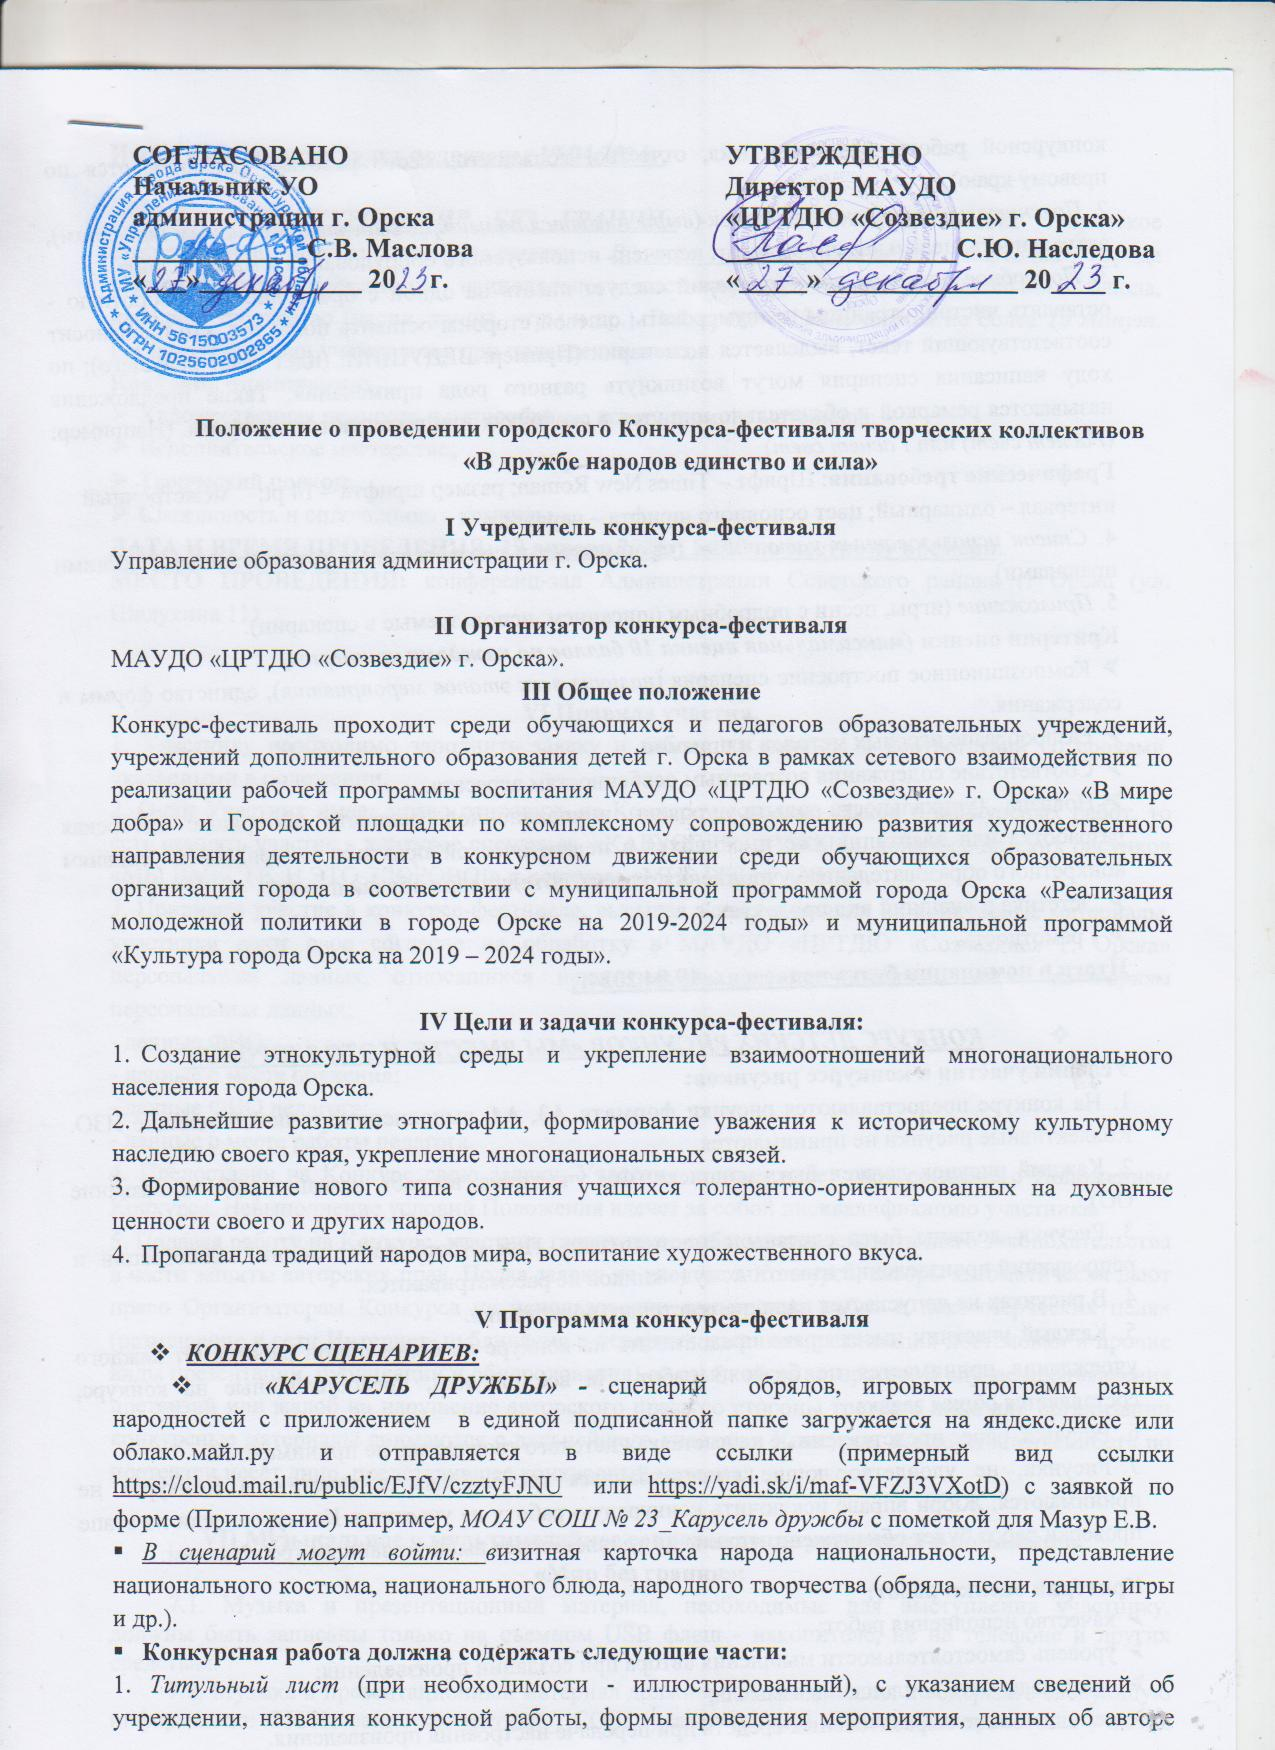 СОГЛАСОВАНО
Начальник УО
администрации г. Орска
____________ С.В. Маслова
«27» декабря 2023г.
УТВЕРЖДЕНО
Директор МАУДО
«ЦРТДЮ «Созвездие» г. Орска»
_________________С.Ю. Наследова
«27» декабря 2023 г.
ИНН 5615003573
ОГРН 1025602002865
Положение о проведении городского Конкурса-фестиваля творческих коллективов
«В дружбе народов единство и сила»
I Учредитель конкурса-фестиваля
Управление образования администрации г. Орска.
II Организатор конкурса-фестиваля
МАУДО «ЦРТДЮ «Созвездие» г. Орска».
III Общее положение
Конкурс-фестиваль проходит среди обучающихся и педагогов образовательных учреждений,
учреждений дополнительного образования детей г. Орска в рамках сетевого взаимодействия по
реализации рабочей программы воспитания МАУДО «ЦРТДЮ «Созвездие» г. Орска» «В мире
добра» и Городской площадки по комплексному сопровождению развития художественного
направления деятельности в конкурсном движении среди обучающихся образовательных
организаций города в соответствии с муниципальной программой города Орска «Реализация
молодежной политики в городе Орске на 2019-2024 годы» и муниципальной программой
«Культура города Орска на 2019 – 2024 годы».
IV Цели и задачи конкурса-фестиваля:
1. Создание этнокультурной среды и укрепление взаимоотношений многонационального
населения города Орска.
2. Дальнейшие развитие этнографии, формирование уважения к историческому культурному
наследию своего края, укрепление многонациональных связей.
3. Формирование нового типа сознания учащихся толерантно-ориентированных на духовные
ценности своего и других народов.
4. Пропаганда традиций народов мира, воспитание художественного вкуса.
V Программа конкурса-фестиваля
❖ КОНКУРС СЦЕНАРИЕВ:
❖ «КАРУСЕЛЬ ДРУЖБЫ» - сценарий обрядов, игровых программ разных
народностей с приложением в единой подписанной папке загружается на яндекс.диске или
облако.майл.ру и отправляется в виде ссылки (примерный вид ссылки
https://cloud.mail.ru/public/EJFV/czztyFJNU или https://yadi.sk/i/maf-VFZJ3VXotD) с заявкой по
форме (Приложение) например, МОАУ СОШ № 23_Карусель дружбы с пометкой для Мазур Е.В.
▪ В сценарий могут войти: визитная карточка народа национальности, представление
национального костюма, национального блюда, народного творчества (обряда, песни, танцы, игры
и др.).
▪ Конкурсная работа должна содержать следующие части:
1. Титульный лист (при необходимости - иллюстрированный), с указанием сведений об
учреждении, названия конкурсной работы, формы проведения мероприятия, данных об авторе